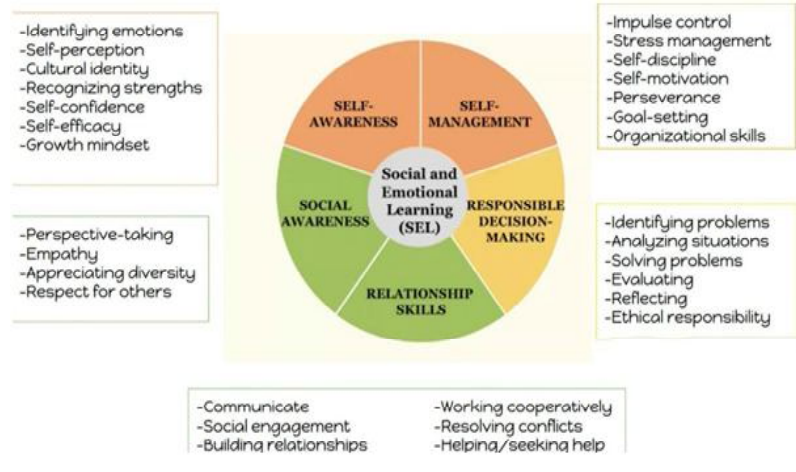 -Identifying emotions
-Self-perception
-Cultural identity
-Recognizing strengths
-Self-confidence
-Self-efficacy
-Growth mindset
-Impulse control
-Stress management
-Self-discipline
-Self-motivation
-Perseverance
-Goal-setting
-Organizational skills
SELF-
AWARENESS
SELF-
MANAGEMENT
Social and
Emotional
Learning
(SEL)
SOCIAL
AWARENESS
RESPONSIBLE
DECISION-
MAKING
RELATIONSHIP
SKILLS
-Perspective-taking
-Empathy
-Appreciating diversity
-Respect for others
-Identifying problems
-Analyzing situations
-Solving problems
-Evaluating
-Reflecting
-Ethical responsibility
-Communicate
-Social engagement
-Building relationships
-Working cooperatively
-Resolving conflicts
-Helping/seeking help